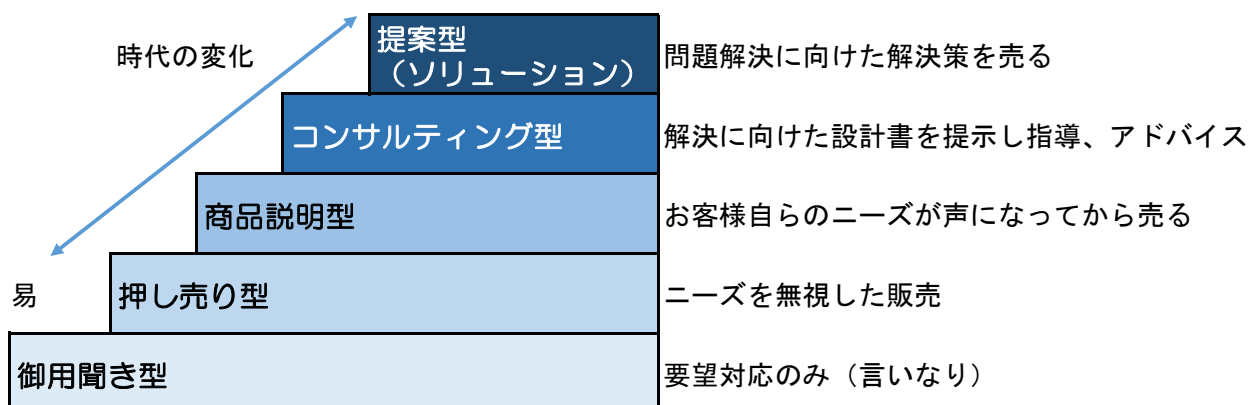 時代の変化
提案型
（ソリューション）
問題解決に向けた解決策を売る
コンサルティング型
解決に向けた設計書を提示し指導、アドバイス
商品説明型
お客様自らのニーズが声になってから売る
易
押し売り型
ニーズを無視した販売
御用聞き型
要望対応のみ（言いなり）